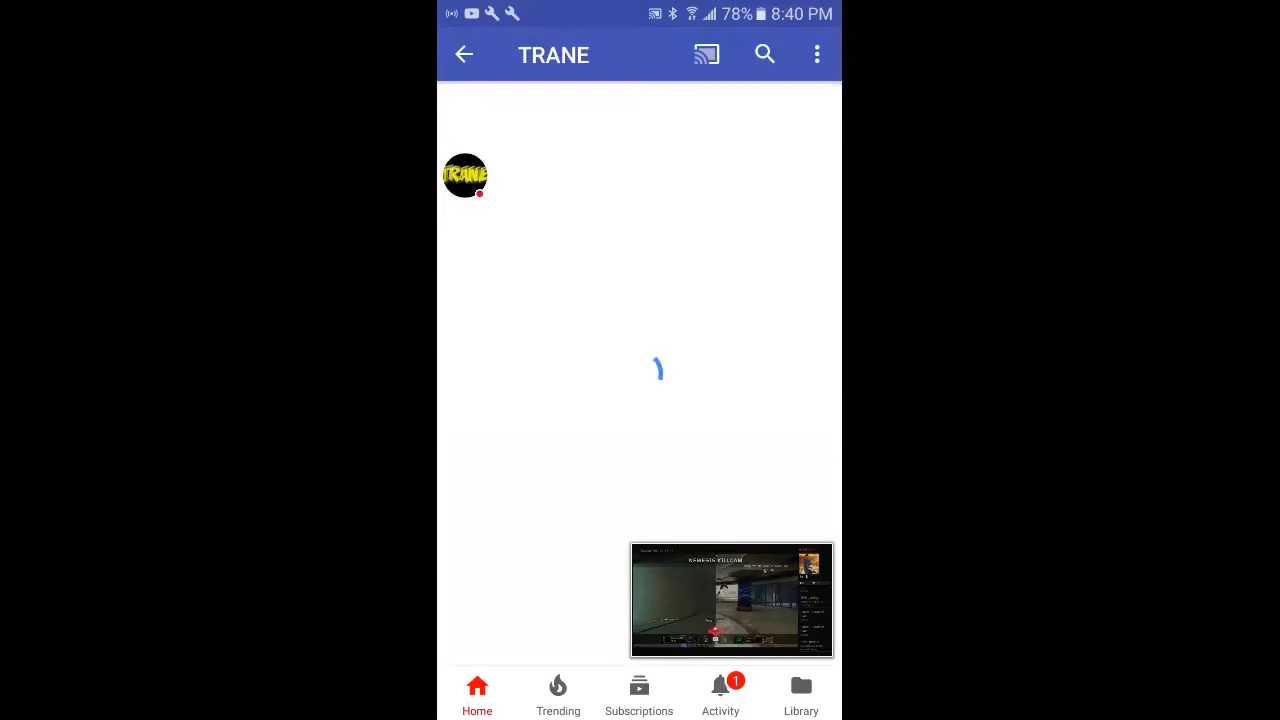 78% 8:40 PM
TRANE
TRANE
NEMESIS KILLCAM
1
Home Trending Subscriptions Activity Library